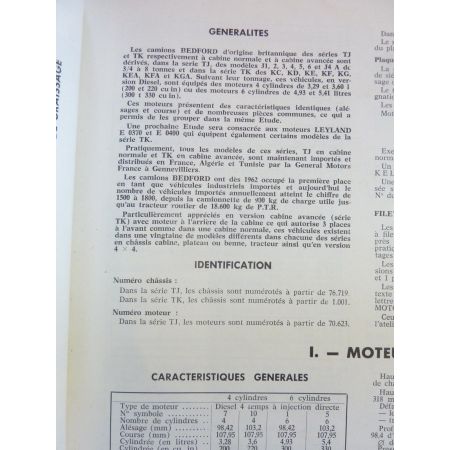 GENERALITES
Les camions BEDFORD d'origine britannique des séries TJ
et TK respectivement à cabine normale et à cabine avancée sont
dérivés, dans la série TJ, des modèles 31, 2, 3, 4, 5 et J4 A de
3/4 à 8 tonnes et dans la série TK des KC, KD, KE, KF, KG,
KEA, KFA et KGA. Suivant leur tonnage, ces véhicules, en ver-
sion Diesel, sont équipés des moteurs 4 cylindres de 3,29 et 3,60 l
(200 et 220 cu in) ou des moteurs 6 cylindres de 4,93 et 5,41 litres
(300 et 330 cu in).
Ces moteurs présentent des caractéristiques identiques (alé-
sages et course) et de nombreuses pièces communes, ce qui a
permis de les grouper dans la même Etude.
Une prochaine Etude sera consacrée aux moteurs LEYLAND
E 0370 et E 0400 qui équipent également certains modèles de la
série TK.
Pratiquement, tous les modèles de ces séries, TJ en cabine
normale et TK en cabine avancée, sont maintenant importés et
distribués en France, Algérie et Tunisie par la General Motors
France à Gennevilliers.
Les camions BEDFORD ont dès 1962 occupé la première place
en tant que véhicules industriels importés et aujourd'hui le
nombre de véhicules importés annuellement atteint le chiffre de
1500 à 1800, depuis la camionnette de 900 kg de charge utile jus-
qu'au tracteur routier de 18.600 kg de P.T.R.
Particulièrement appréciés en version cabine avancée (série
TK) avec moteur à l'arrière de la cabine ce qui autorise 3 places
à l'avant comme dans une cabine normale, ces véhicules existent
dans une vingtaine de modèles différents dans chacune des séries
en châssis cabine, plateau ou benne, tracteur ainsi qu'en version
4 × 4.
IDENTIFICATION
Numéro châssis :
Dans la série TJ, les châssis sont numérotés à partir de 76.719.
Dans la série TK, les châssis sont numérotés à partir de 1.001.
Numéro moteur :
Dans la série TJ, les moteurs sont numérotés à partir de 70.623.
I. — MOTEU
CARACTERISTIQUES GENERALES
4 cylindres 6 cylindres
Type de moteur Diesel 4 temps à injection directe
N° symbole 7 10 1 5
Nombre de cylindres 4 4 6 6
Alésage (mm) 98,42 103,2 98,42 103,2
Course (mm) 107,95 107,95 107,95 107,95
Cylindrée (en litres) 3,28 3,6 4,93 5,4
Cylindrée (en cu in) 200 220 300 330